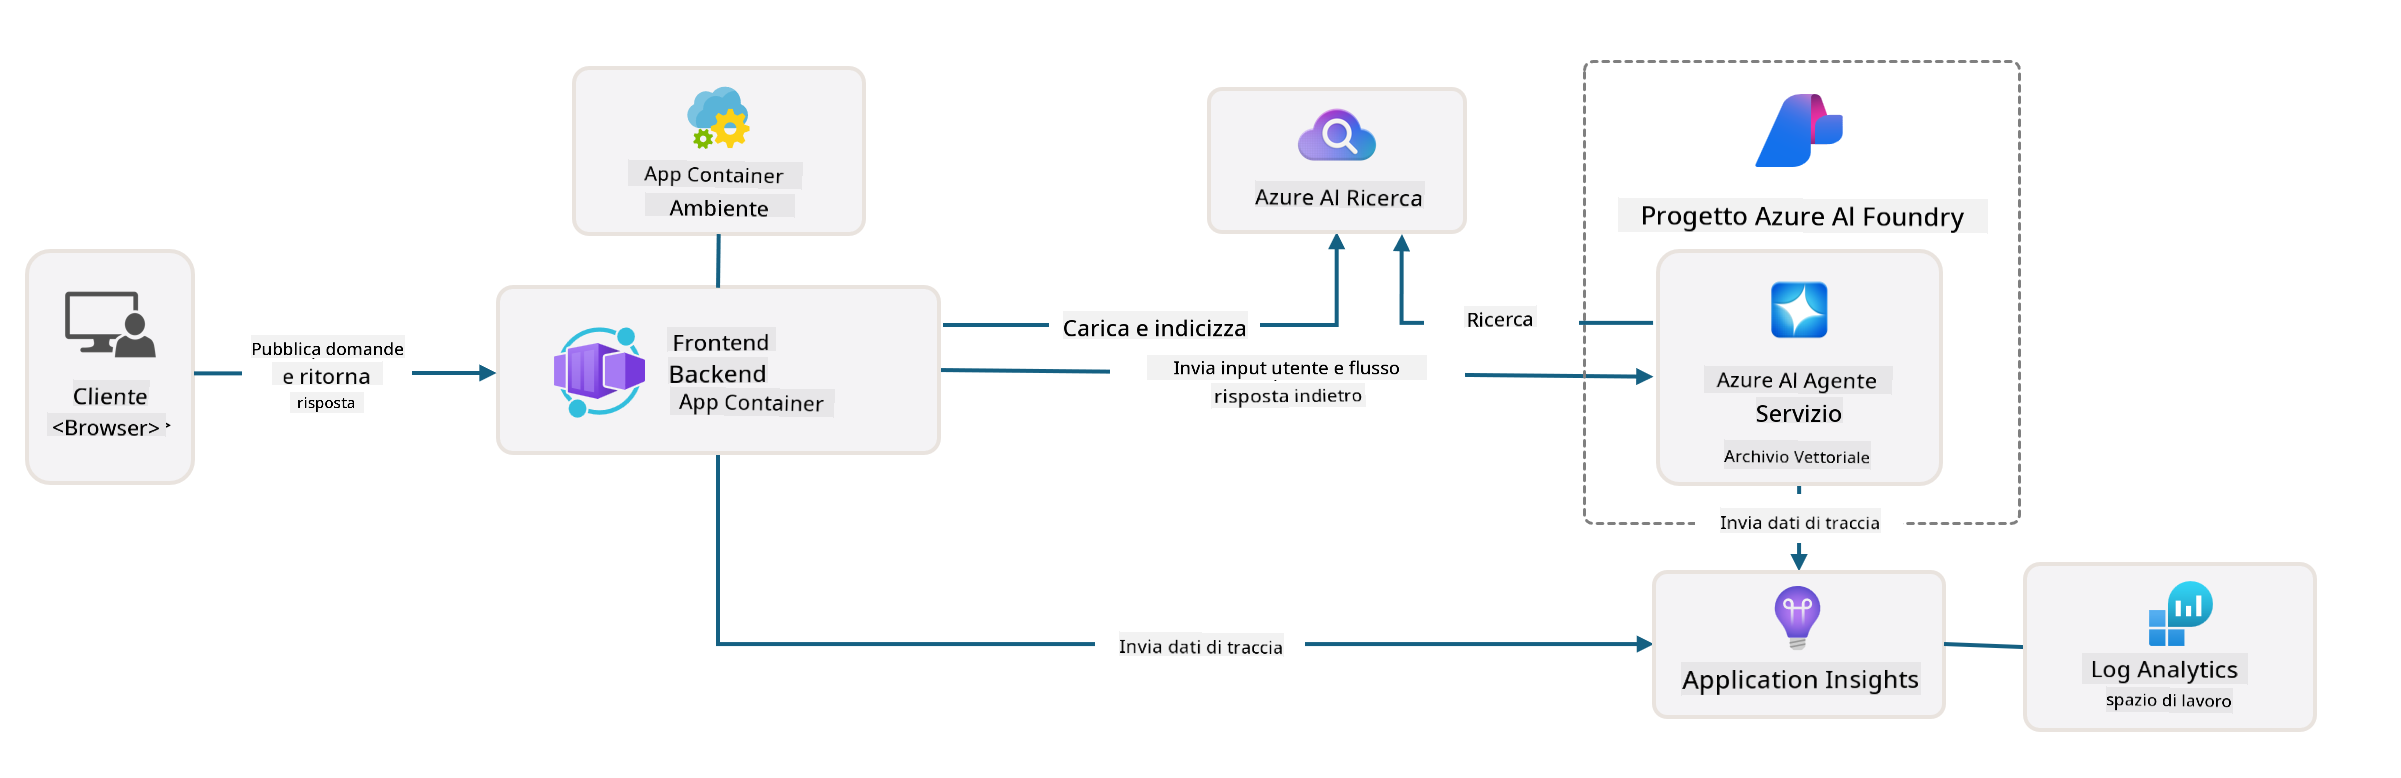 App Container
Ambiente
Azure AI Ricerca
Progetto Azure AI Foundry
Cliente
<Browser>
Pubblica domande
e ritorna
risposta
Frontend
Backend
App Container
Carica e indicizza
Ricerca
Invia input utente e flusso
risposta indietro
Azure AI Agente
Servizio
Archivio Vettoriale
Invia dati di traccia
Invia dati di traccia
Application Insights
Log Analytics
spazio di lavoro